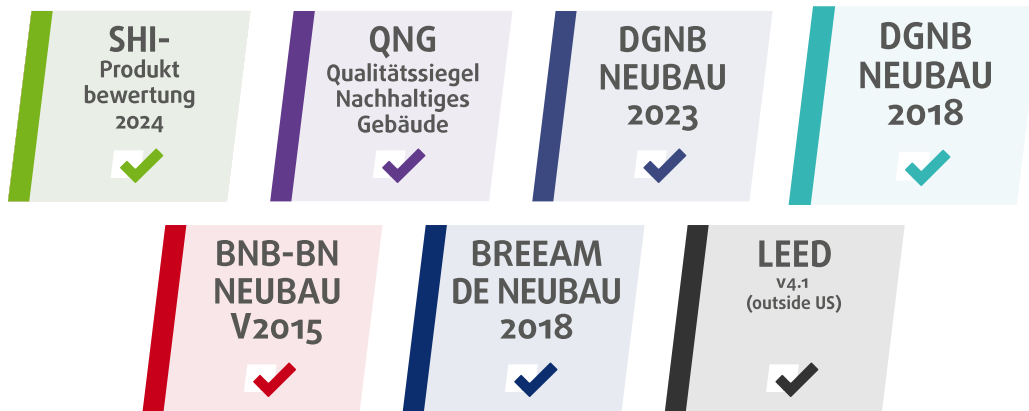 SHI-
Produkt
bewertung
2024
QNG
Qualitätssiegel
Nachhaltiges
Gebäude
DGNB
NEUBAU
2023
DGNB
NEUBAU
2018
BNB-BN
NEUBAU
V2015
BREEAM
DE NEUBAU
2018
LEED
v4.1
(outside US)